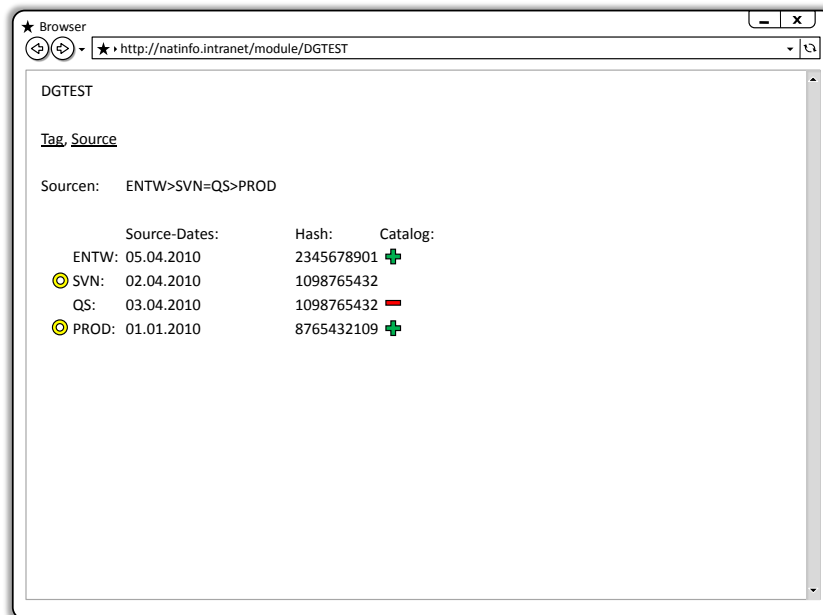 Browser
http://natinfo.intranet/module/DGTEST
DGTEST
Tag, Source
Sourcen: ENTW>SVN=QS>PROD
Source-Dates: Hash: Catalog:
ENTW: 05.04.2010 2345678901
SVN: 02.04.2010 1098765432
QS: 03.04.2010 1098765432
PROD: 01.01.2010 8765432109